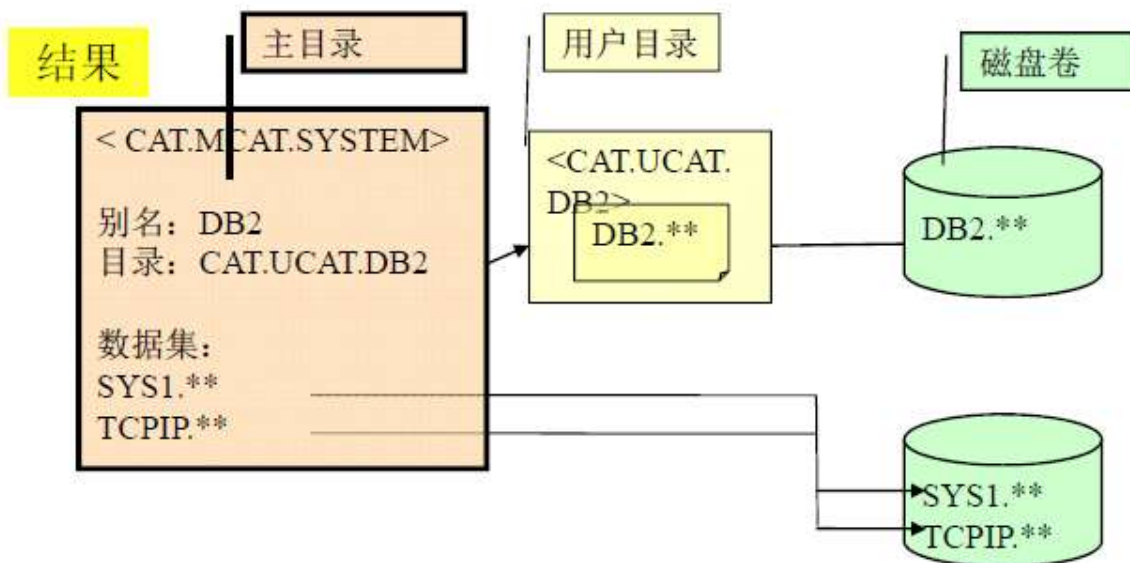 结果
主目录
用户目录
磁盘卷
< CAT.MCAT.SYSTEM>
别名：DB2
目录：CAT.UCAT.DB2
数据集：
SYS1.**
TCPIP.**
<CAT.UCAT.
DB2>
DB2.**
DB2.**
SYS1.**
TCPIP.**